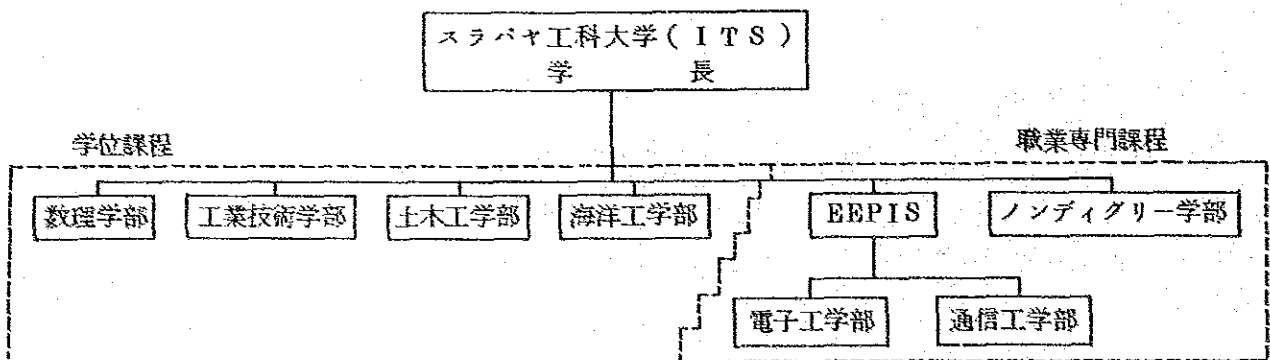 スラバヤ工科大学(ITS)
学長
学位課程
職業専門課程
数理学部
工業技術学部
土木工学部
海洋工学部
EEPIS
ノンディグリー学部
電子工学部
通信工学部